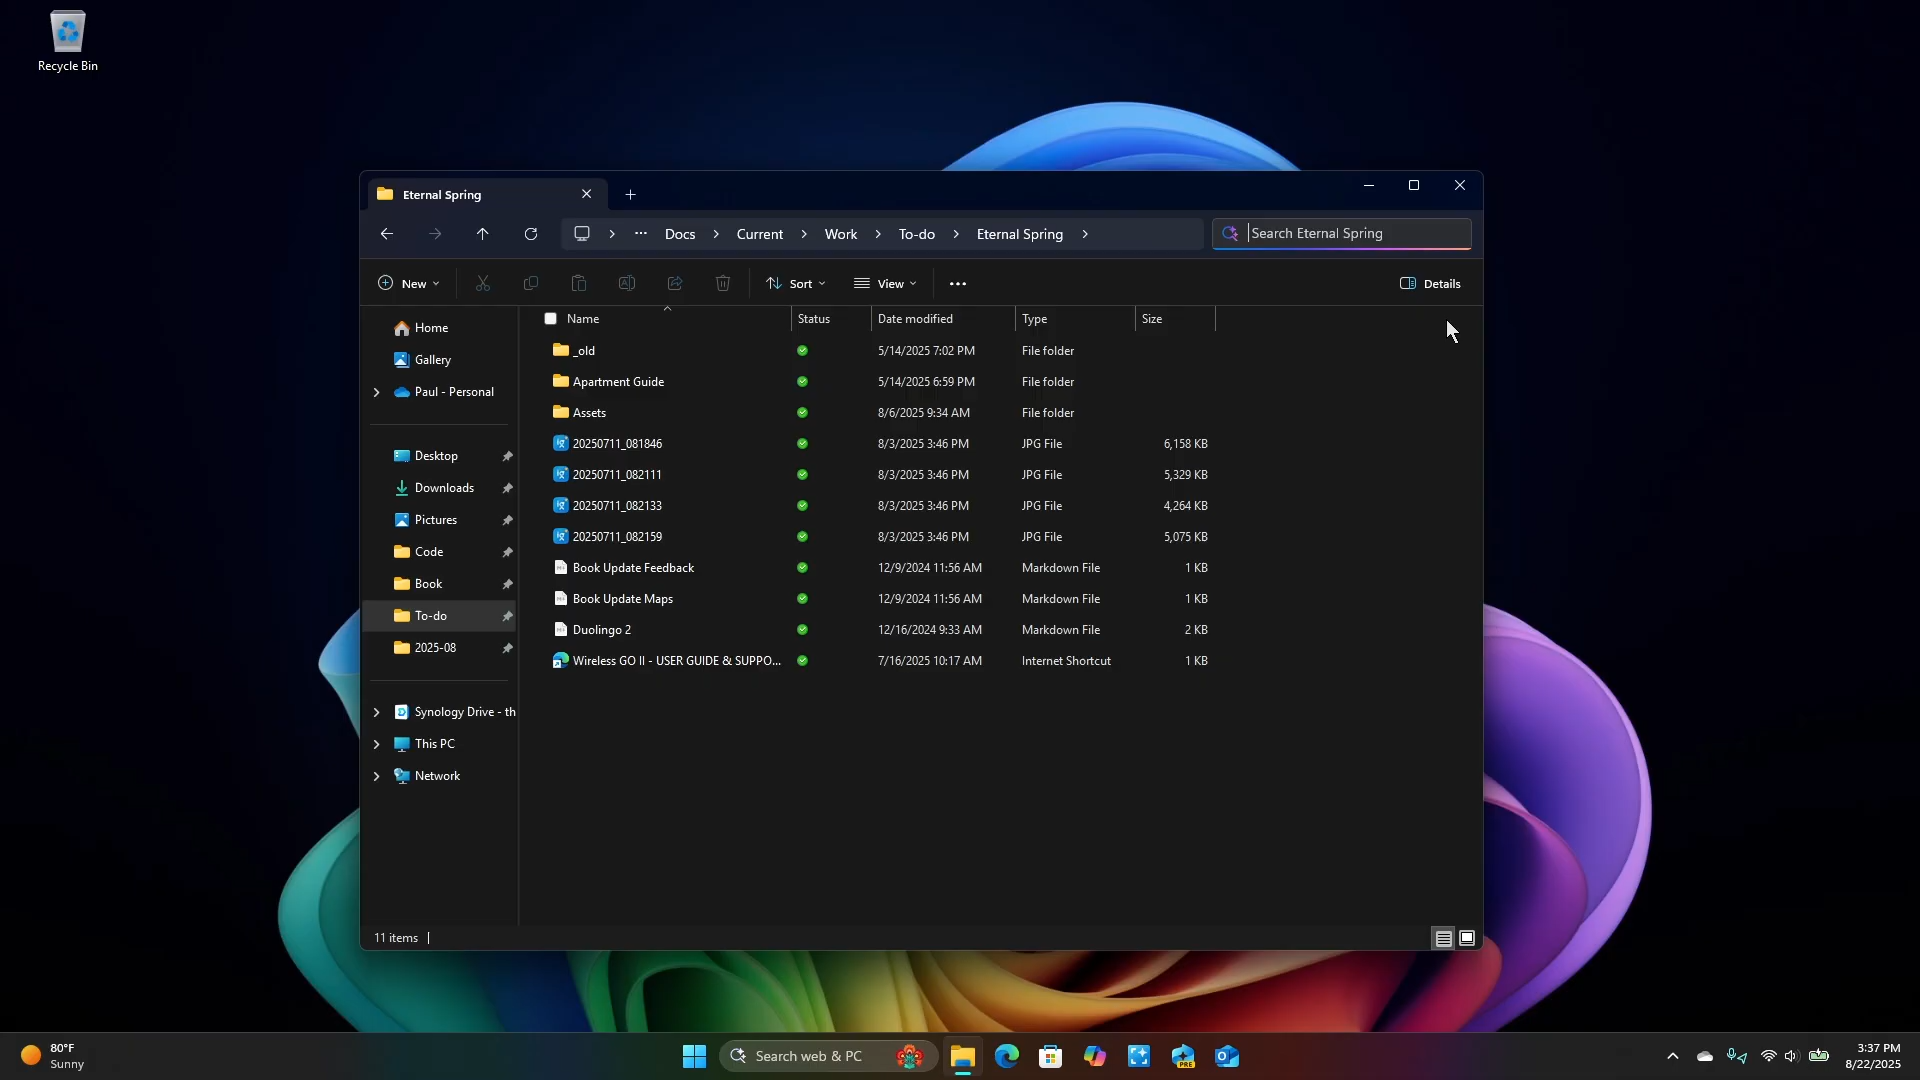 Recycle Bin
Eternal Spring
Docs
Current
Work
To-do
Eternal Spring
Search Eternal Spring
New
Sort
View
Details
Name Status Date modified Type Size
Home
Gallery
Paul - Personal
Desktop
Downloads
Pictures
Code
Book
To-do
2025-08
Synology Drive - th
This PC
Network
_old 5/14/2025 7:02 PM File folder
Apartment Guide 5/14/2025 6:59 PM File folder
Assets 8/6/2025 9:34 AM File folder
20250711_081846 8/3/2025 3:46 PM JPG File 6,158 KB
20250711_082111 8/3/2025 3:46 PM JPG File 5,329 KB
20250711_082133 8/3/2025 3:46 PM JPG File 4,264 KB
20250711_082159 8/3/2025 3:46 PM JPG File 5,075 KB
Book Update Feedback 12/9/2024 11:56 AM Markdown File 1 KB
Book Update Maps 12/9/2024 11:56 AM Markdown File 1 KB
Duolingo 2 12/16/2024 9:33 AM Markdown File 2 KB
Wireless GO II - USER GUIDE & SUPPO... 7/16/2025 10:17 AM Internet Shortcut 1 KB
11 items
80°F
Sunny
Search web & PC
PRE
3:37 PM
8/22/2025